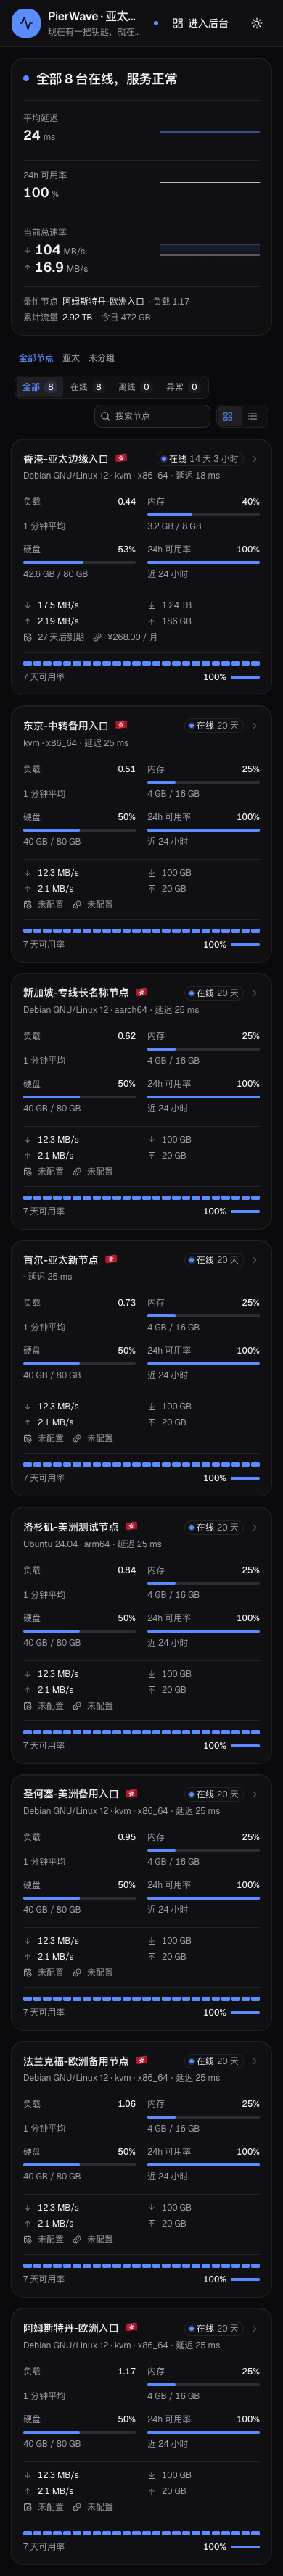 PierWave · 亚太...
现在有一把钥匙，就在...
进入后台
全部 8 台在线，服务正常
平均延迟
24 ms
24h 可用率
100 %
当前总速率
104 MB/s
16.9 MB/s
最忙节点 阿姆斯特丹-欧洲入口 · 负载 1.17
累计流量 2.92 TB 今日 472 GB
全部节点 亚太 未分组
全部 8 在线 8 离线 0 异常 0
搜索节点
香港-亚太边缘入口 在线 14 天 3 小时
Debian GNU/Linux 12 · kvm · x86_64 · 延迟 18 ms
负载 0.44 内存 40%
1 分钟平均 3.2 GB / 8 GB
硬盘 53% 24h 可用率 100%
42.6 GB / 80 GB 近 24 小时
17.5 MB/s 1.24 TB
2.19 MB/s 186 GB
27 天后到期 ¥268.00 / 月
7 天可用率 100%
东京-中转备用入口 在线 20 天
kvm · x86_64 · 延迟 25 ms
负载 0.51 内存 25%
1 分钟平均 4 GB / 16 GB
硬盘 50% 24h 可用率 100%
40 GB / 80 GB 近 24 小时
12.3 MB/s 100 GB
2.1 MB/s 20 GB
未配置 未配置
7 天可用率 100%
新加坡-专线长名称节点 在线 20 天
Debian GNU/Linux 12 · aarch64 · 延迟 25 ms
负载 0.62 内存 25%
1 分钟平均 4 GB / 16 GB
硬盘 50% 24h 可用率 100%
40 GB / 80 GB 近 24 小时
12.3 MB/s 100 GB
2.1 MB/s 20 GB
未配置 未配置
7 天可用率 100%
首尔-亚太新节点 在线 20 天
· 延迟 25 ms
负载 0.73 内存 25%
1 分钟平均 4 GB / 16 GB
硬盘 50% 24h 可用率 100%
40 GB / 80 GB 近 24 小时
12.3 MB/s 100 GB
2.1 MB/s 20 GB
未配置 未配置
7 天可用率 100%
洛杉矶-美洲测试节点 在线 20 天
Ubuntu 24.04 · arm64 · 延迟 25 ms
负载 0.84 内存 25%
1 分钟平均 4 GB / 16 GB
硬盘 50% 24h 可用率 100%
40 GB / 80 GB 近 24 小时
12.3 MB/s 100 GB
2.1 MB/s 20 GB
未配置 未配置
7 天可用率 100%
圣何塞-美洲备用入口 在线 20 天
Debian GNU/Linux 12 · kvm · x86_64 · 延迟 25 ms
负载 0.95 内存 25%
1 分钟平均 4 GB / 16 GB
硬盘 50% 24h 可用率 100%
40 GB / 80 GB 近 24 小时
12.3 MB/s 100 GB
2.1 MB/s 20 GB
未配置 未配置
7 天可用率 100%
法兰克福-欧洲备用节点 在线 20 天
Debian GNU/Linux 12 · kvm · x86_64 · 延迟 25 ms
负载 1.06 内存 25%
1 分钟平均 4 GB / 16 GB
硬盘 50% 24h 可用率 100%
40 GB / 80 GB 近 24 小时
12.3 MB/s 100 GB
2.1 MB/s 20 GB
未配置 未配置
7 天可用率 100%
阿姆斯特丹-欧洲入口 在线 20 天
Debian GNU/Linux 12 · kvm · x86_64 · 延迟 25 ms
负载 1.17 内存 25%
1 分钟平均 4 GB / 16 GB
硬盘 50% 24h 可用率 100%
40 GB / 80 GB 近 24 小时
12.3 MB/s 100 GB
2.1 MB/s 20 GB
未配置 未配置
7 天可用率 100%